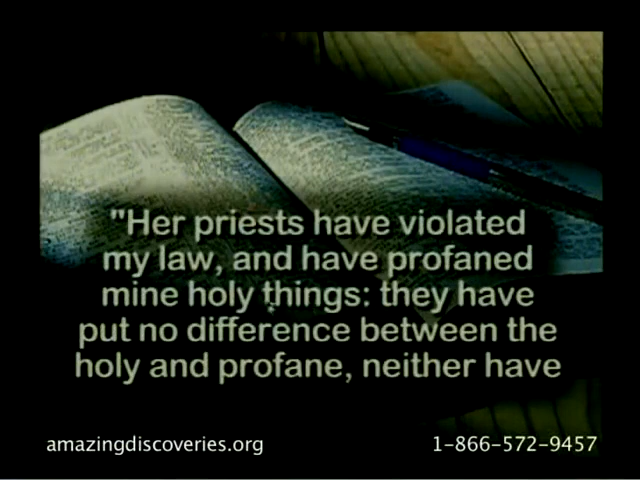 "Her priests have violated
my law, and have profaned
mine holy things: they have
put no difference between the
holy and profane, neither have
amazingdiscoveries.org 1-866-572-9457